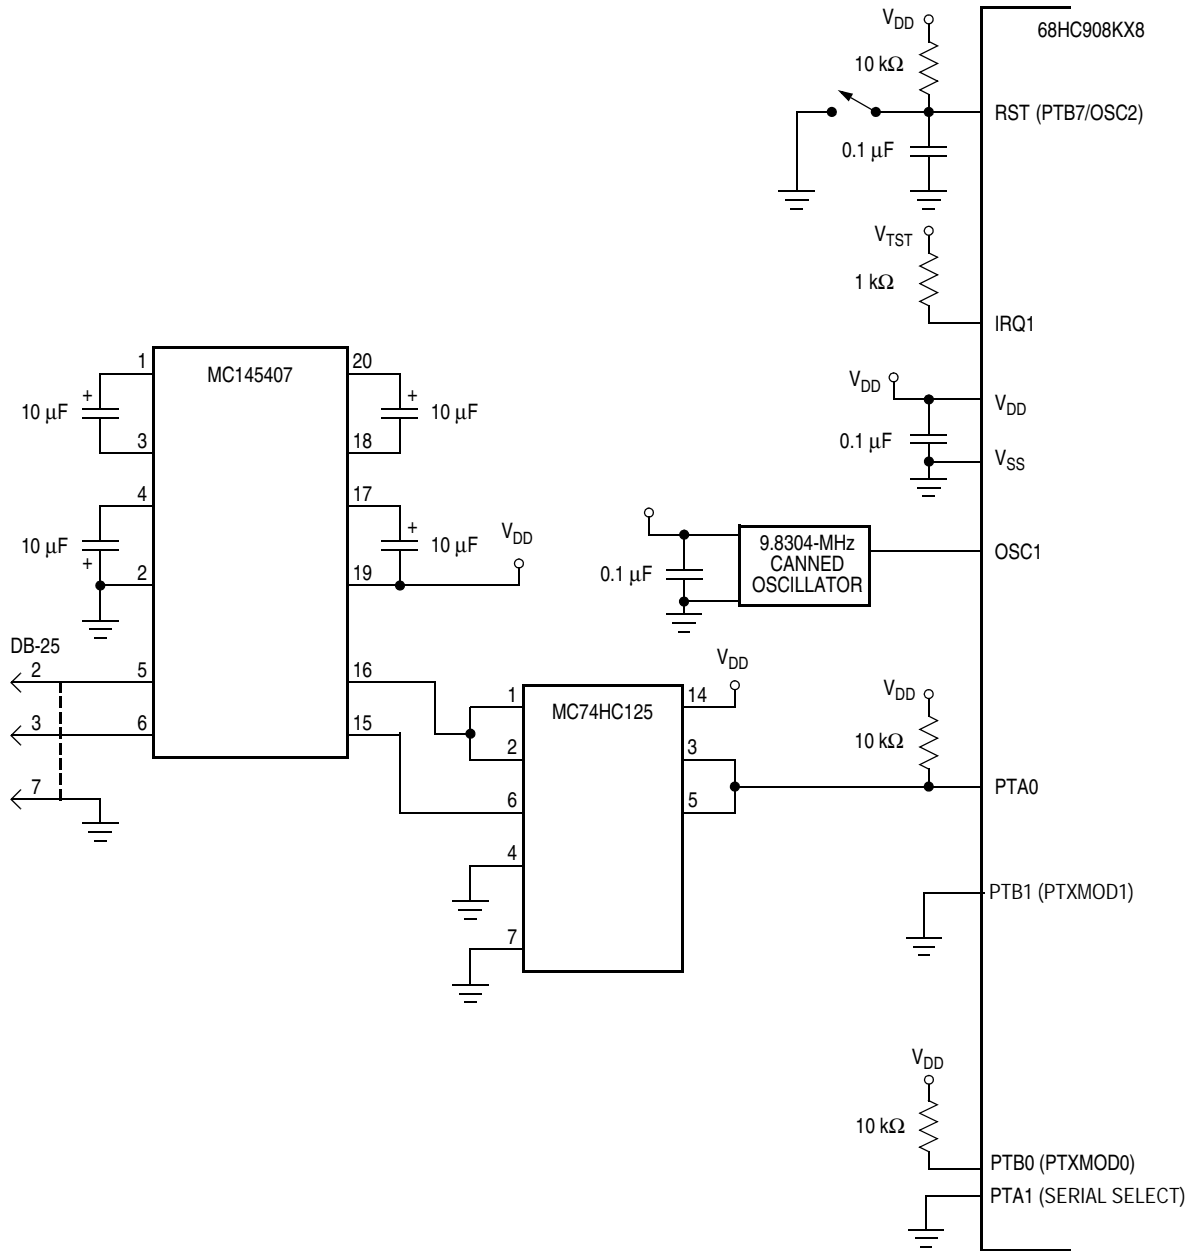 V_DD
68HC908KX8
10 kΩ
RST (PTB7/OSC2)
0.1 μF
V_TST
1 kΩ
IRQ1
1
20
MC145407
V_DD
V_DD
+
+
10 μF
10 μF
0.1 μF
3
18
V_SS
4
17
+
V_DD
10 μF
10 μF
9.8304-MHz
CANNED
OSCILLATOR
OSC1
+
2
19
0.1 μF
DB-25
2
5
16
V_DD
1
14
V_DD
MC74HC125
3
6
15
10 kΩ
2
3
7
PTA0
6
5
4
PTB1 (PTXMOD1)
7
V_DD
10 kΩ
PTB0 (PTXMOD0)
PTA1 (SERIAL SELECT)